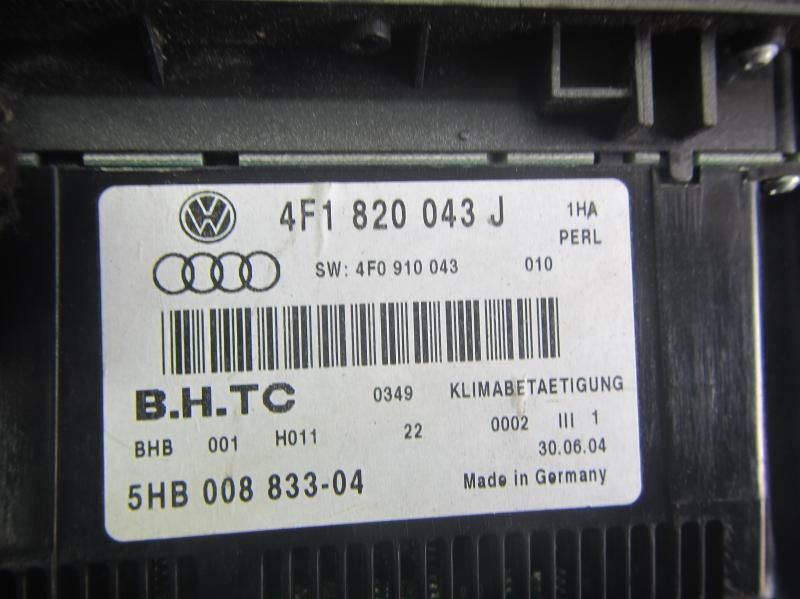 4F1 820 043 J 1HA
PERL
SW: 4F0 910 043 010
B.H.TC 0349 KLIMABETAETIGUNG
BHB 001 H011 22 0002 III 1
30.06.04
5HB 008 833-04 Made in Germany